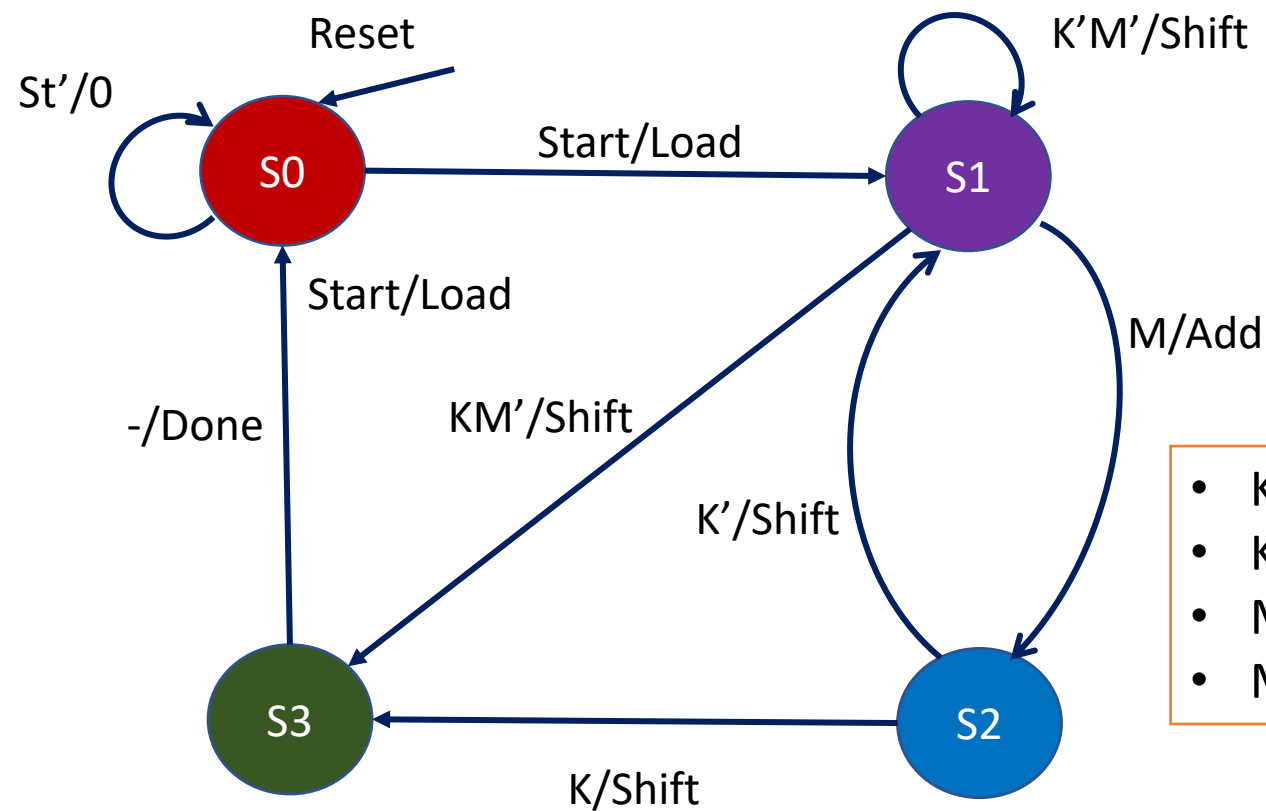 Reset
K’M’/Shift
St’/0
Start/Load
S0
S1
Start/Load
M/Add
-/Done
KM’/Shift
K’/Shift
• K
• K
• M
• M
S3
S2
K/Shift